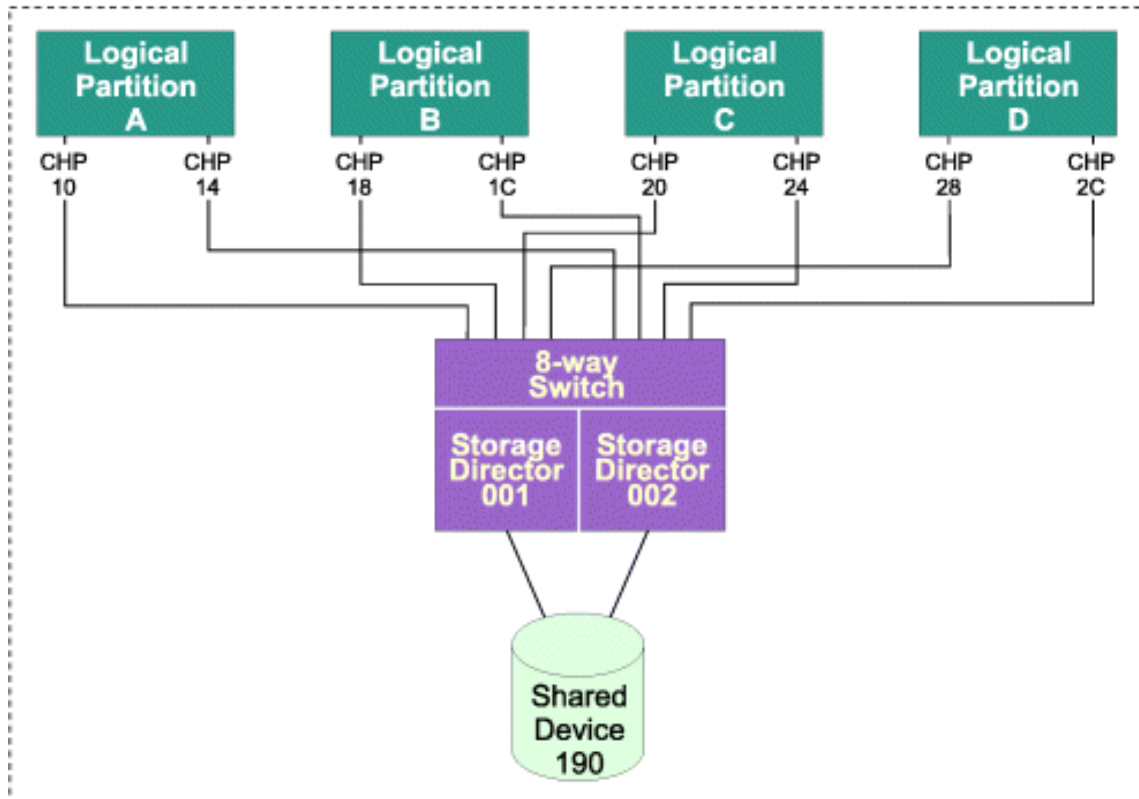 Logical
Partition
A
Logical
Partition
B
Logical
Partition
C
Logical
Partition
D
CHP
10
CHP
14
CHP
18
CHP
1C
CHP
20
CHP
24
CHP
28
CHP
2C
8-way
Switch
Storage
Director
001
Storage
Director
002
Shared
Device
190